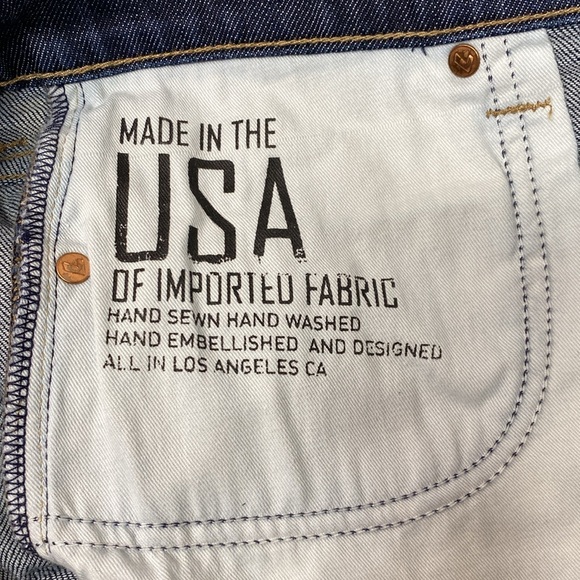 MADE IN THE
USA
OF IMPORTED FABRIC
HAND SEWN HAND WASHED
HAND EMBELLISHED AND DESIGNED
ALL IN LOS ANGELES CA